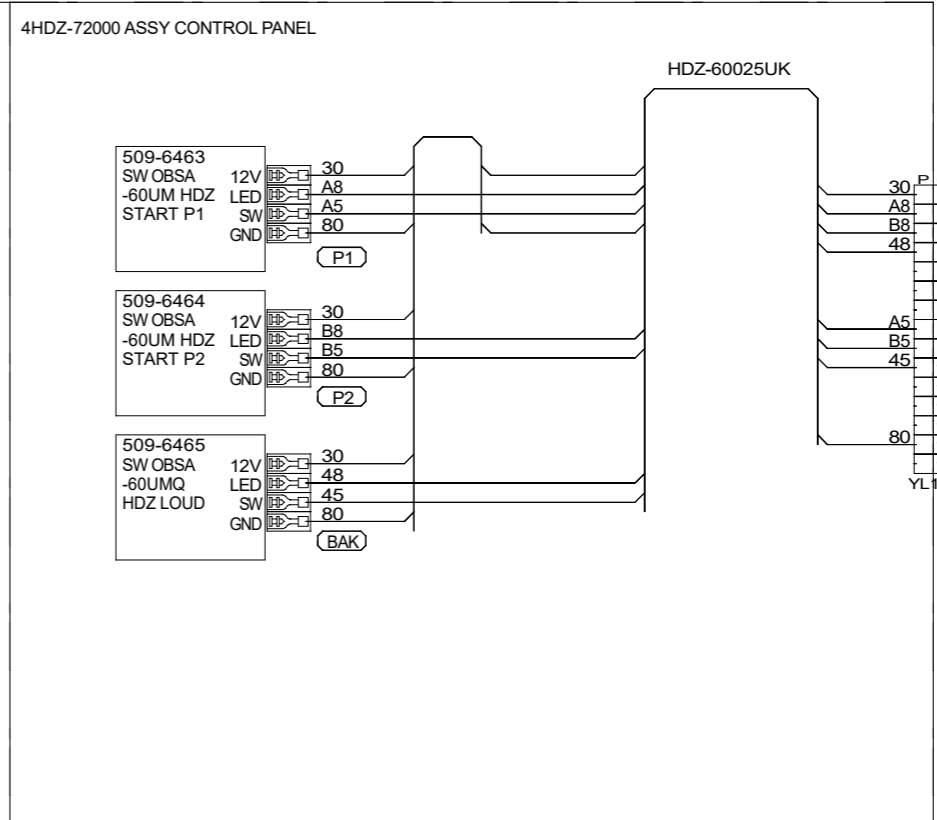 4HDZ-72000 ASSY CONTROL PANEL
HDZ-60025UK
509-6463
SW OBSA
-60UM HDZ
START P1
12V
LED
SW
GND
30
A8
A5
80
P1
509-6464
SW OBSA
-60UM HDZ
START P2
12V
LED
SW
GND
30
B8
B5
80
P2
509-6465
SW OBSA
-60UMQ
HDZ LOUD
12V
LED
SW
GND
30
48
45
80
BAK
P
30
A8
B8
48
A5
B5
45
80
YL1